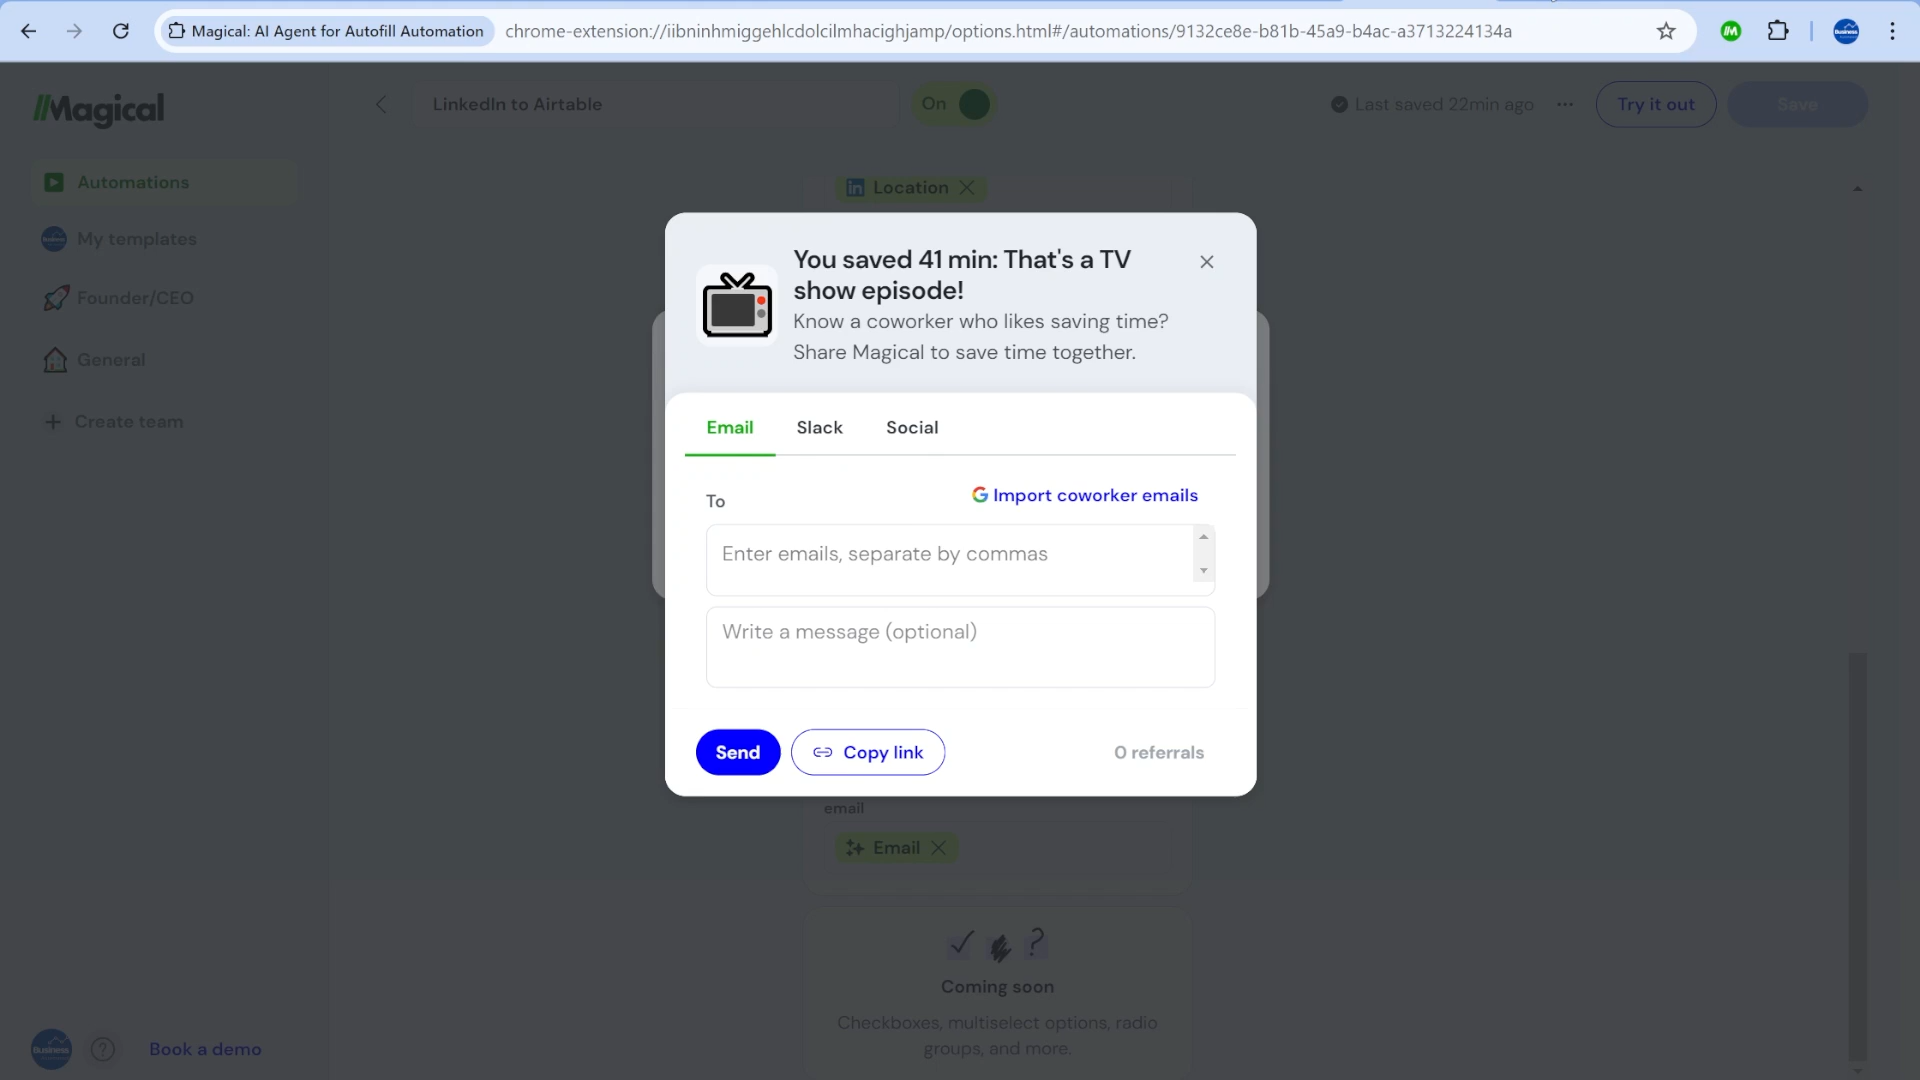 Magical: AI Agent for Autofill Automation
chrome-extension://iibninhmiggehlcdolcilmhacighjamp/options.html#/automations/9132ce8e-b81b-45a9-b4ac-a3713224134a
Magical
LinkedIn to Airtable
On
Last saved 22min ago
Try it out
Save
Automations
My templates
Founder/CEO
General
Create team
Location
You saved 41 min: That's a TV
show episode!
Know a coworker who likes saving time?
Share Magical to save time together.
Email
Slack
Social
To
Import coworker emails
Enter emails, separate by commas
Write a message (optional)
Send
Copy link
0 referrals
email
Email
Coming soon
Checkboxes, multiselect options, radio
groups, and more.
Business
Book a demo